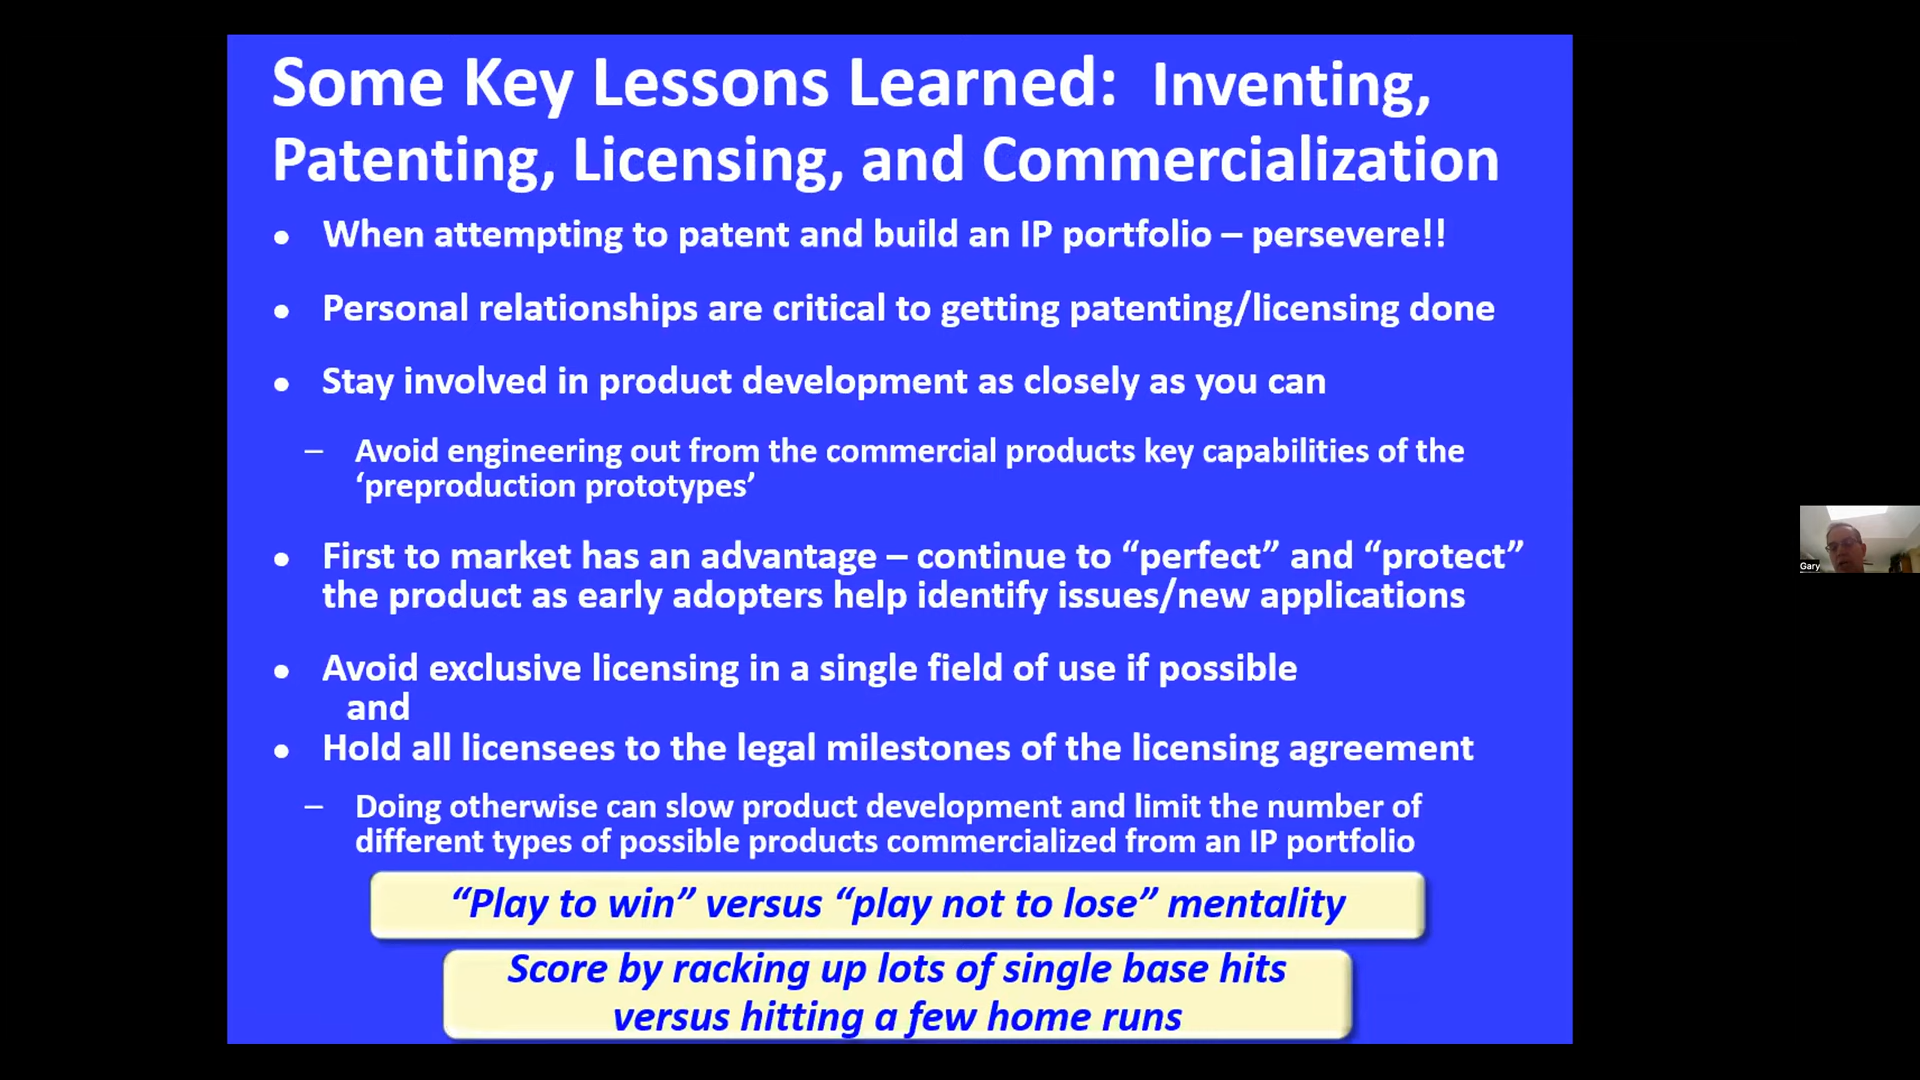 Some Key Lessons Learned: Inventing,
Patenting, Licensing, and Commercialization
• When attempting to patent and build an IP portfolio – persevere!!
• Personal relationships are critical to getting patenting/licensing done
• Stay involved in product development as closely as you can
– Avoid engineering out from the commercial products key capabilities of the
‘preproduction prototypes’
• First to market has an advantage – continue to “perfect” and “protect”
the product as early adopters help identify issues/new applications
• Avoid exclusive licensing in a single field of use if possible
and
• Hold all licensees to the legal milestones of the licensing agreement
– Doing otherwise can slow product development and limit the number of
different types of possible products commercialized from an IP portfolio
“Play to win” versus “play not to lose” mentality
Score by racking up lots of single base hits
versus hitting a few home runs
Gary